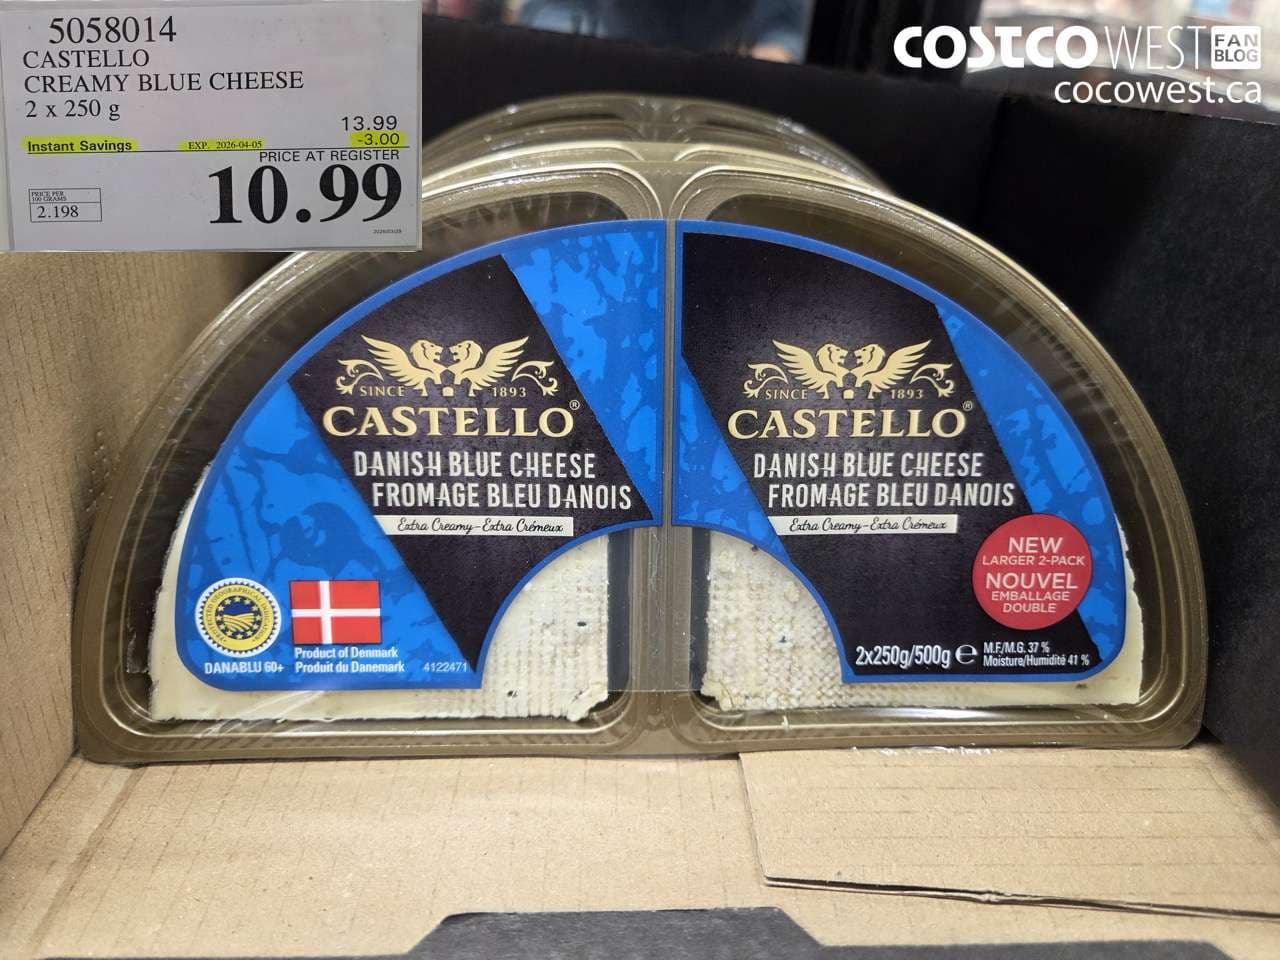 5058014
CASTELLO
CREAMY BLUE CHEESE
2 x 250 g
13.99
Instant Savings EXP. 2026-04-05 -3.00
PRICE AT REGISTER
10.99
PRICE PER
100 GRAMS
2.198
COSTCO WEST FAN BLOG
cocowest.ca
SINCE 1893
CASTELLO®
DANISH BLUE CHEESE
FROMAGE BLEU DANOIS
Extra Creamy-Extra Crémeux
DANABLU 60+
Product of Denmark
Produit du Danemark
4122471
SINCE 1893
CASTELLO®
DANISH BLUE CHEESE
FROMAGE BLEU DANOIS
Extra Creamy-Extra Crémeux
NEW
LARGER 2-PACK
NOUVEL
EMBALLAGE
DOUBLE
2x250g/500g ℮
M.F./M.G. 37 %
Moisture/Humidité 41 %